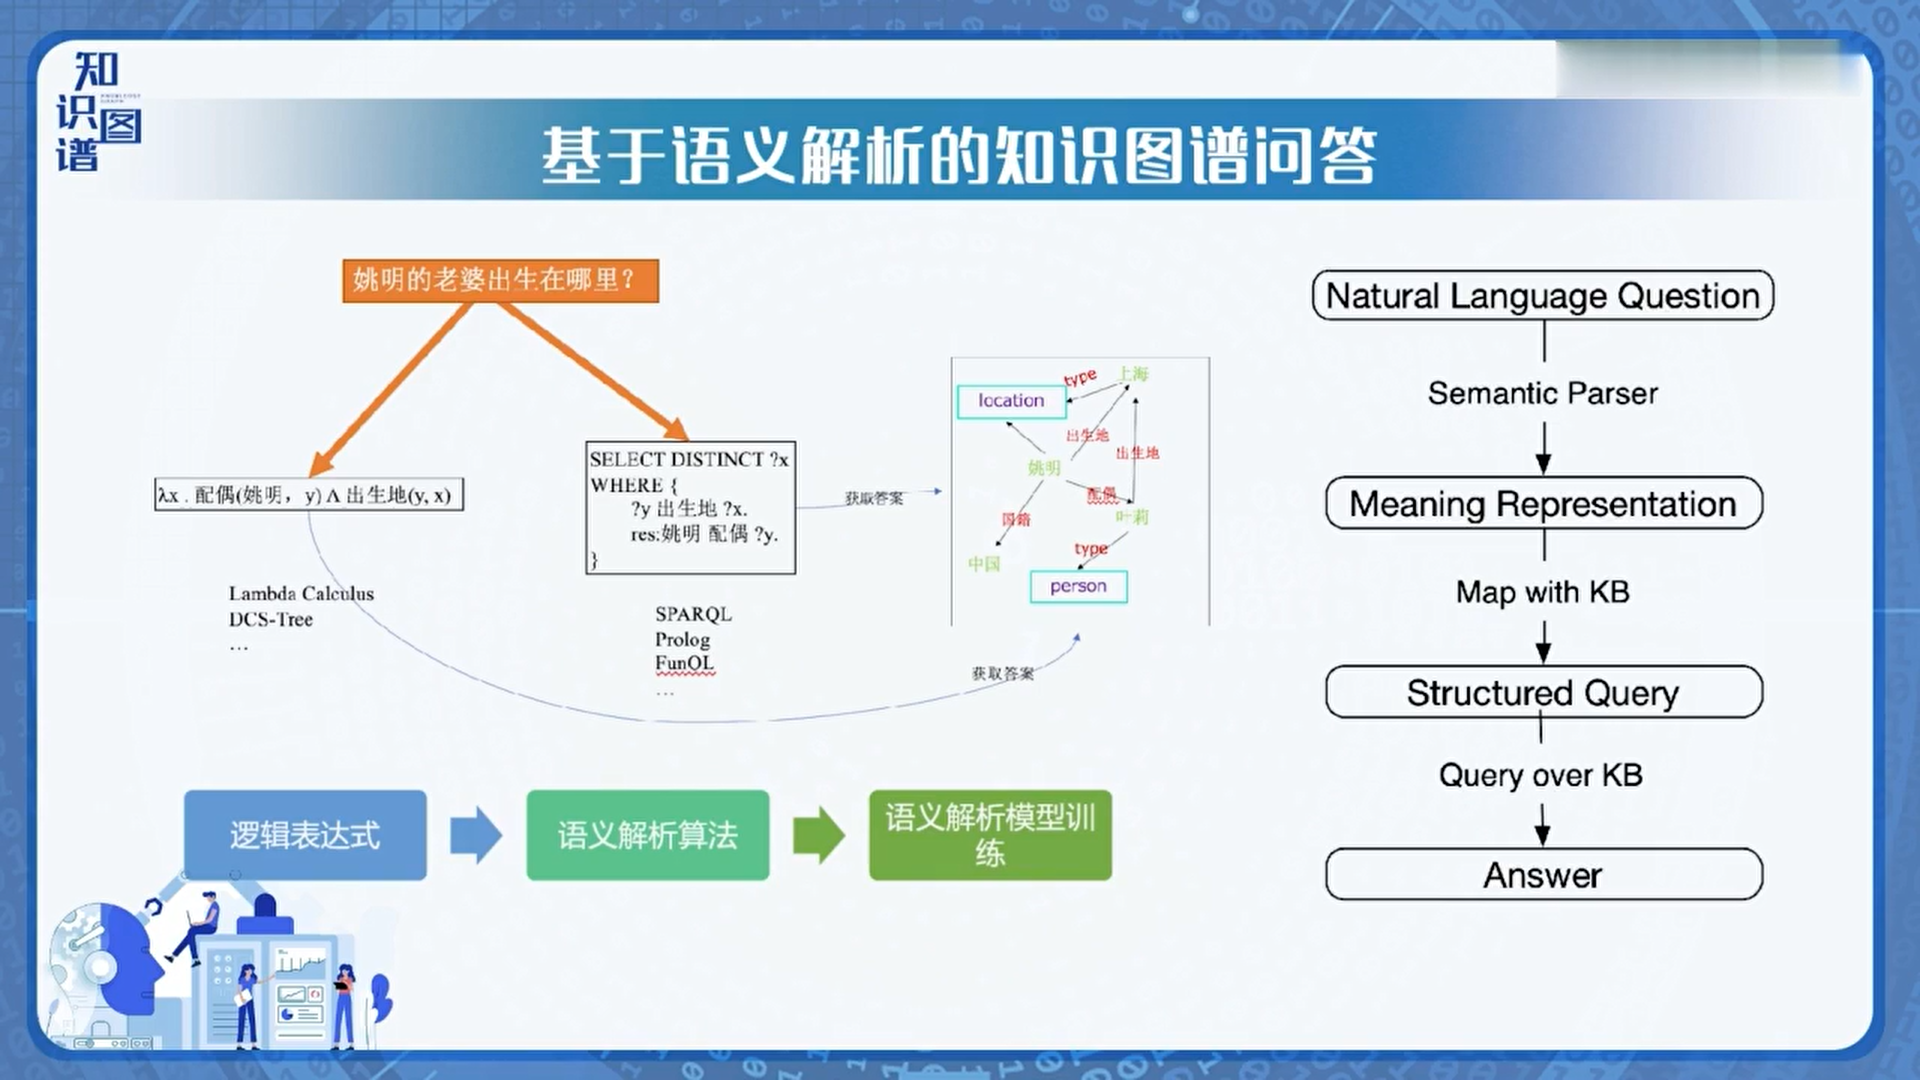 知
识图
谱
基于语义解析的知识图谱问答
姚明的老婆出生在哪里？
λx . 配偶(姚明，y) Λ 出生地(y, x)
Lambda Calculus
DCS-Tree
...
SELECT DISTINCT ?x
WHERE {
?y 出生地 ?x.
res:姚明 配偶 ?y.
}
SPARQL
Prolog
FunQL
...
获取答案
获取答案
location
type
上海
出生地
出生地
姚明
配偶
国籍
叶莉
中国
type
person
逻辑表达式
语义解析算法
语义解析模型训
练
Natural Language Question
Semantic Parser
Meaning Representation
Map with KB
Structured Query
Query over KB
Answer